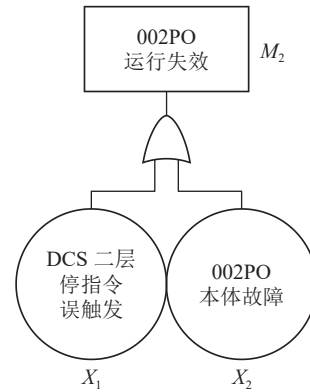 002PO
运行失效
M₂
DCS 二层
停指令
误触发
002PO
本体故障
X₁
X₂